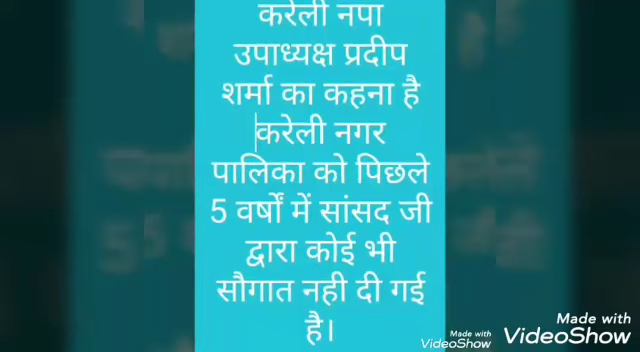 करेली नपा
उपाध्यक्ष प्रदीप
शर्मा का कहना है
करेली नगर
पालिका को पिछले
5 वर्षों में सांसद जी
द्वारा कोई भी
सौगात नही दी गई
है।
Made with
VideoShow
Made with
VideoShow